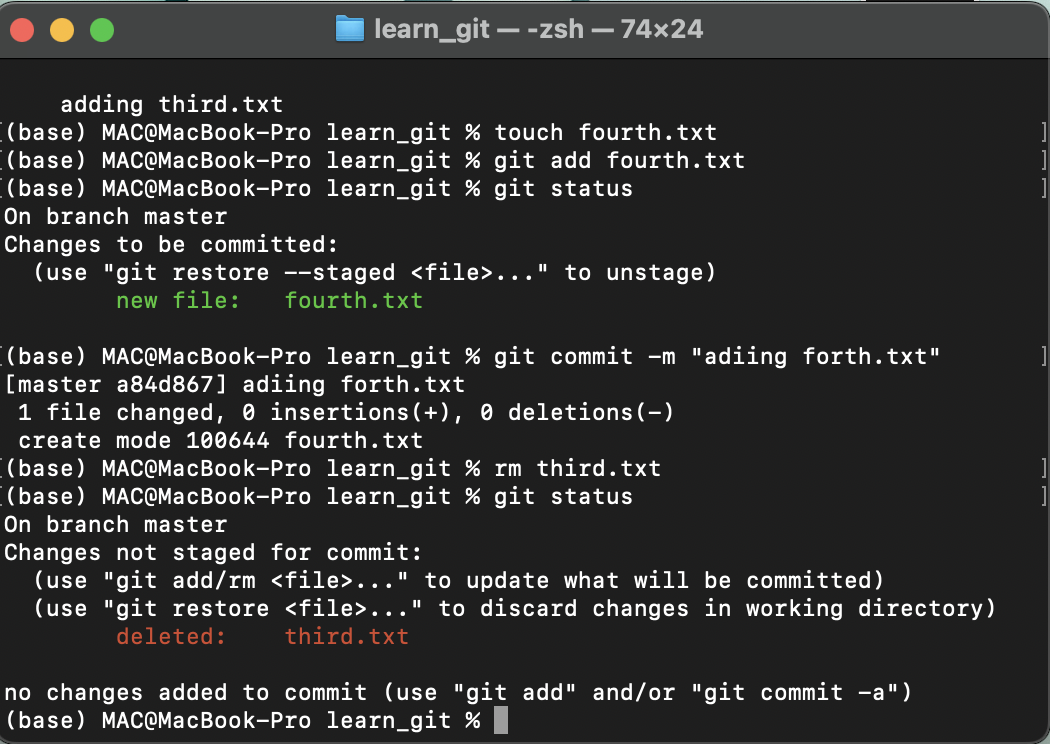 learn_git — -zsh — 74×24
adding third.txt
[(base) MAC@MacBook-Pro learn_git % touch fourth.txt ]
[(base) MAC@MacBook-Pro learn_git % git add fourth.txt ]
[(base) MAC@MacBook-Pro learn_git % git status ]
On branch master
Changes to be committed:
  (use "git restore --staged <file>..." to unstage)
        new file:   fourth.txt
[(base) MAC@MacBook-Pro learn_git % git commit -m "adiing forth.txt" ]
[master a84d867] adiing forth.txt
 1 file changed, 0 insertions(+), 0 deletions(-)
 create mode 100644 fourth.txt
[(base) MAC@MacBook-Pro learn_git % rm third.txt ]
[(base) MAC@MacBook-Pro learn_git % git status ]
On branch master
Changes not staged for commit:
  (use "git add/rm <file>..." to update what will be committed)
  (use "git restore <file>..." to discard changes in working directory)
        deleted:    third.txt
no changes added to commit (use "git add" and/or "git commit -a")
(base) MAC@MacBook-Pro learn_git %